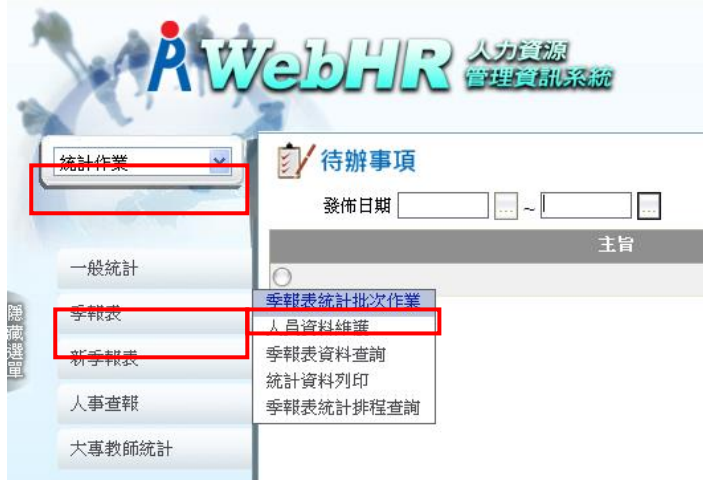 WebHR 人力資源
管理資訊系統
統計作業
待辦事項
發佈日期 ... ~ ...
主旨
一般統計
季報表
新季報表
人事查報
大專教師統計
隱藏選單
季報表統計批次作業
人員資料維護
季報表資料查詢
統計資料列印
季報表統計排程查詢